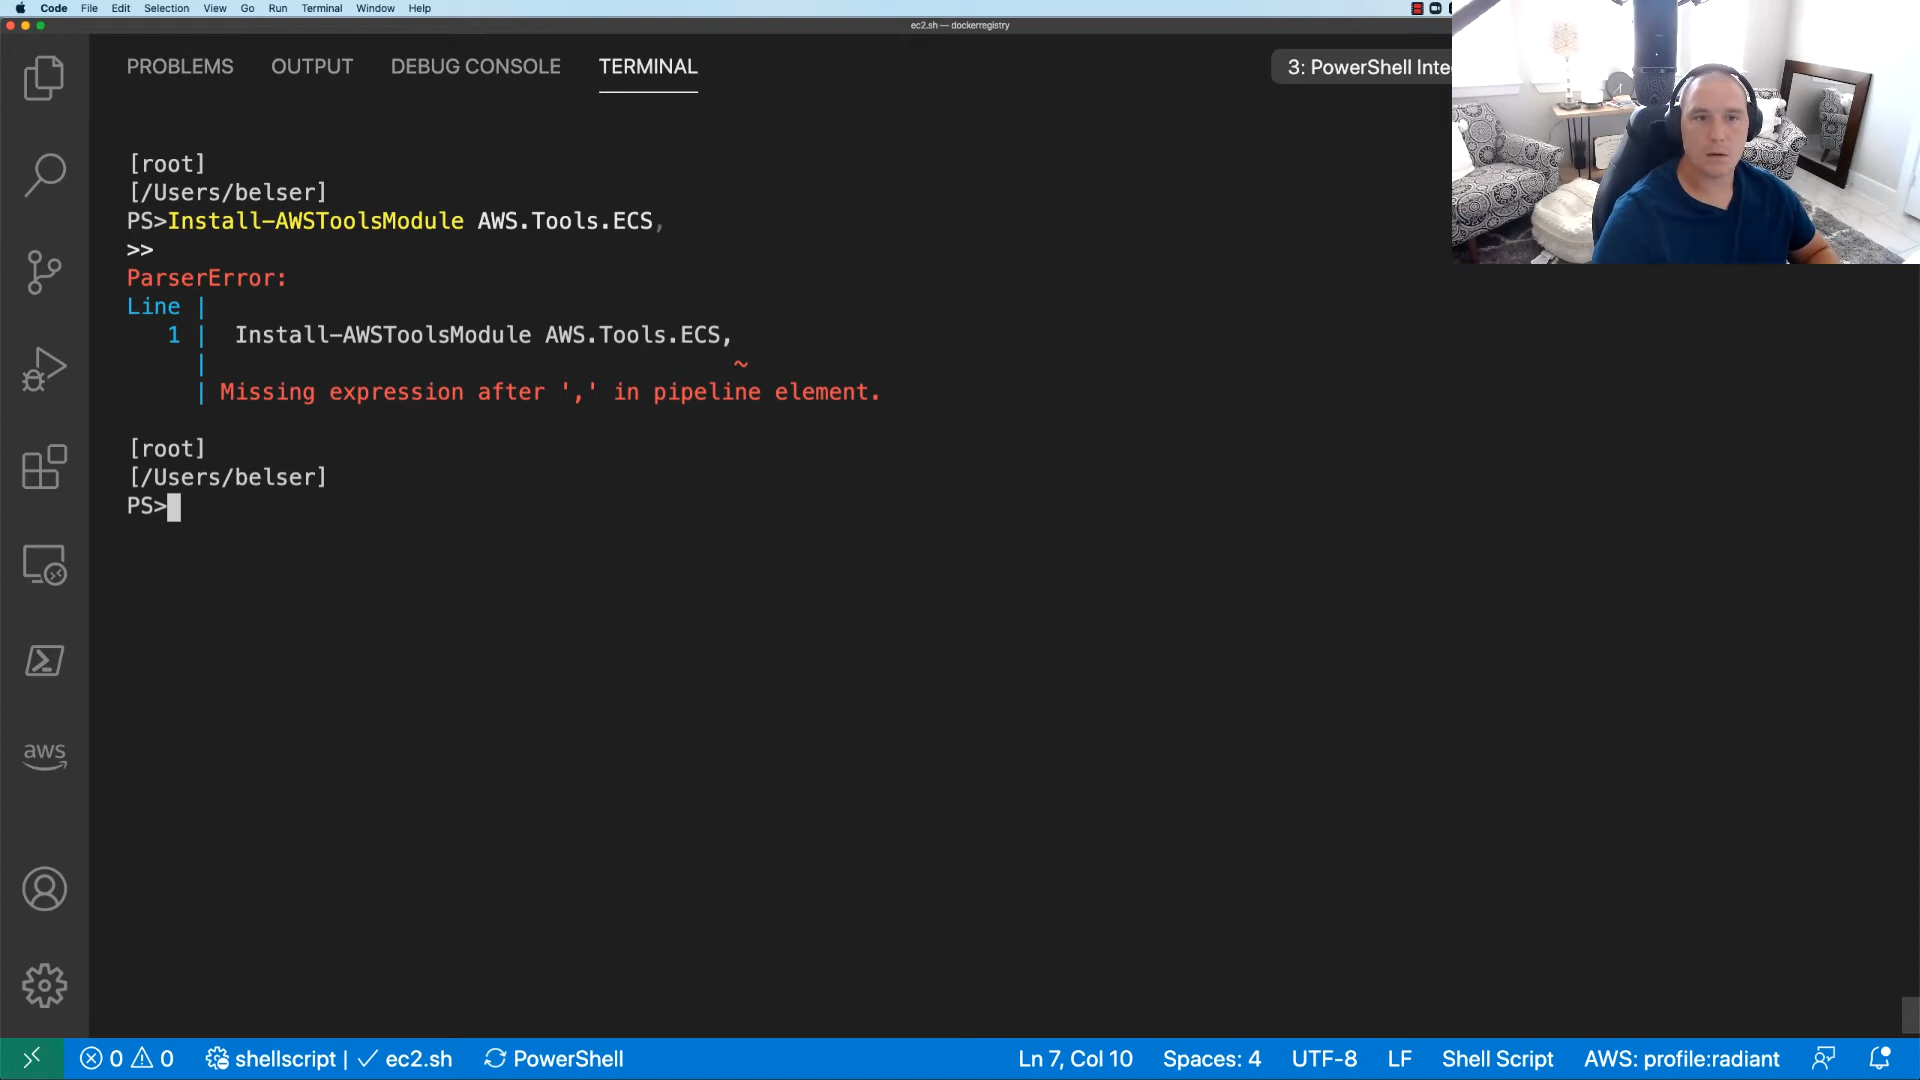 Code File Edit Selection View Go Run Terminal Window Help
ec2.sh — dockerregistry
PROBLEMS OUTPUT DEBUG CONSOLE TERMINAL
3: PowerShell Inte
[root]
[/Users/belser]
PS>Install-AWSToolsModule AWS.Tools.ECS,
>>
ParserError:
Line |
1 | Install-AWSToolsModule AWS.Tools.ECS,
| ~
| Missing expression after ',' in pipeline element.
[root]
[/Users/belser]
PS>
aws
0 0 shellscript | ✓ ec2.sh PowerShell Ln 7, Col 10 Spaces: 4 UTF-8 LF Shell Script AWS: profile:radiant